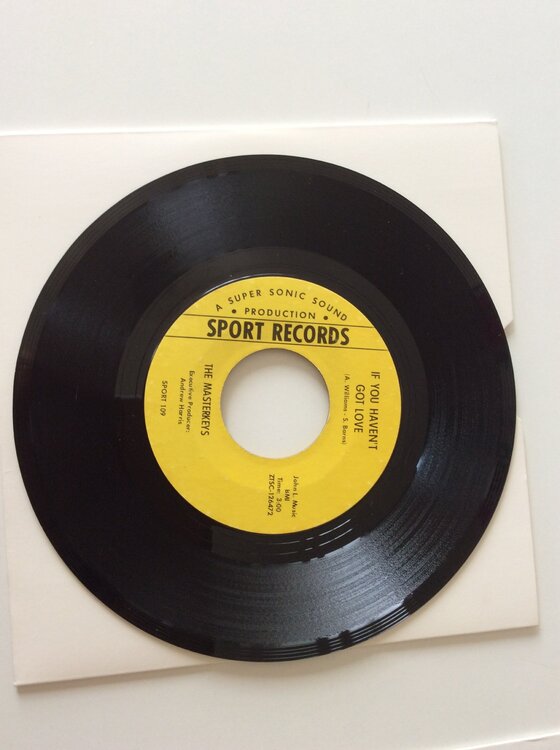 A SUPER SONIC SOUND
• PRODUCTION •
SPORT RECORDS
IF YOU HAVEN'T
GOT LOVE
(A. Williams - S. Barns)
THE MASTERKEYS
Executive Producer:
Andrew Harris
SPORT 109
John L. Music
BMI
Time: 3:00
ZTSC-126472